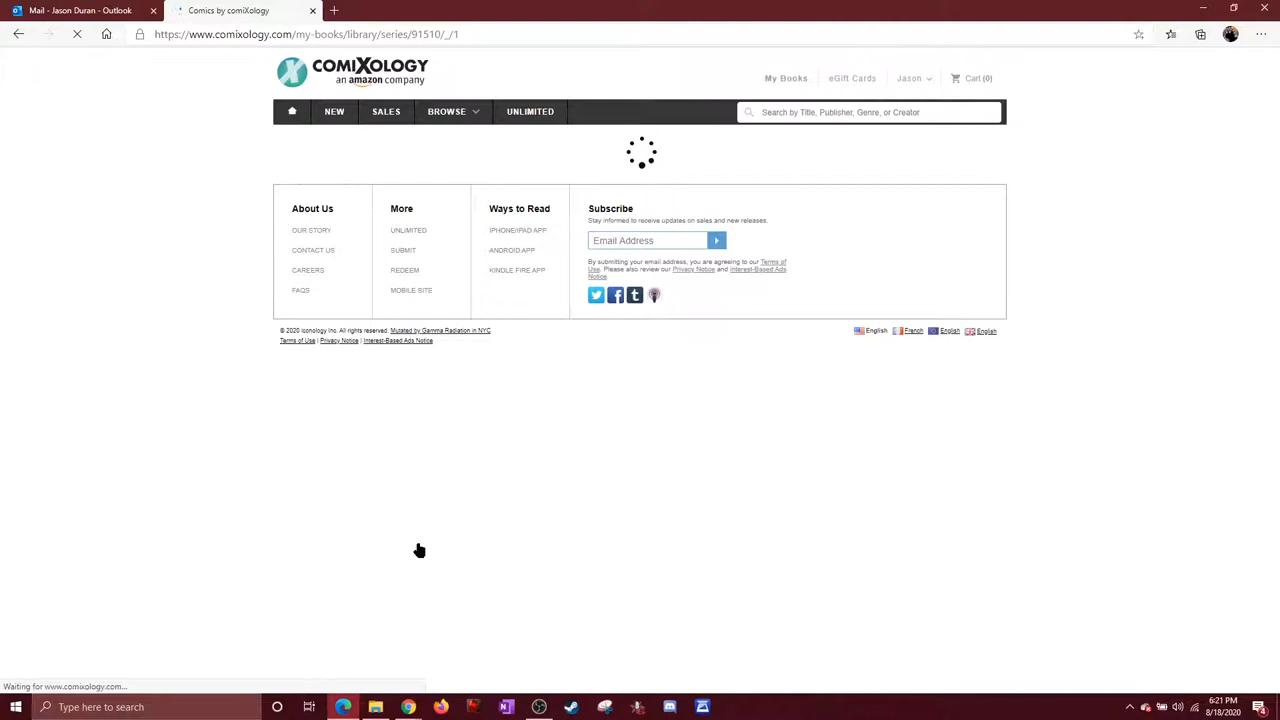 Mail - Jason Duran - Outlook
Comics by comiXology
https://www.comixology.com/my-books/library/series/91510/_/1
COMIXOLOGY
an amazon company
My Books
eGift Cards
Jason
Cart (0)
NEW
SALES
BROWSE
UNLIMITED
Search by Title, Publisher, Genre, or Creator
About Us
OUR STORY
CONTACT US
CAREERS
FAQS
More
UNLIMITED
SUBMIT
REDEEM
MOBILE SITE
Ways to Read
IPHONE/IPAD APP
ANDROID APP
KINDLE FIRE APP
Subscribe
Stay informed to receive updates on sales and new releases.
Email Address
By submitting your email address, you are agreeing to our Terms of
Use. Please also review our Privacy Notice and Interest-Based Ads
Notice.
© 2020 Iconology Inc. All rights reserved. Mutated by Gamma Radiation in NYC
Terms of Use | Privacy Notice | Interest-Based Ads Notice
English French English English
Waiting for www.comixology.com...
Type here to search
6:21 PM
8/18/2020
4